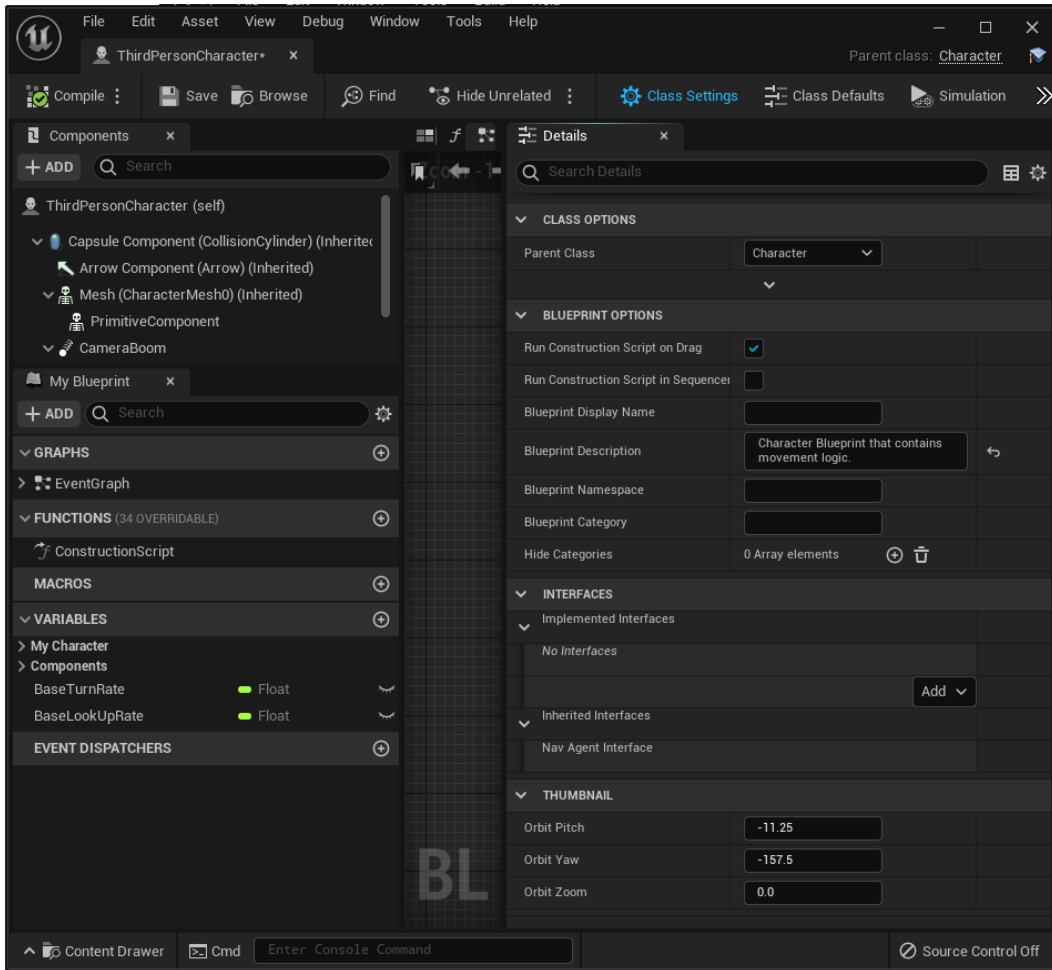 File Edit Asset View Debug Window Tools Help
ThirdPersonCharacter*
Parent class: Character
Compile Save Browse Find Hide Unrelated Class Settings Class Defaults Simulation
Components
ADD Search
ThirdPersonCharacter (self)
Capsule Component (CollisionCylinder) (Inherited
Arrow Component (Arrow) (Inherited)
Mesh (CharacterMesh0) (Inherited)
PrimitiveComponent
CameraBoom
My Blueprint
ADD Search
GRAPHS
EventGraph
FUNCTIONS (34 OVERRIDABLE)
ConstructionScript
MACROS
VARIABLES
My Character
Components
BaseTurnRate Float
BaseLookUpRate Float
EVENT DISPATCHERS
BL
Details
Search Details
CLASS OPTIONS
Parent Class Character
BLUEPRINT OPTIONS
Run Construction Script on Drag
Run Construction Script in Sequencer
Blueprint Display Name
Blueprint Description Character Blueprint that contains
movement logic.
Blueprint Namespace
Blueprint Category
Hide Categories 0 Array elements
INTERFACES
Implemented Interfaces
No Interfaces
Add
Inherited Interfaces
Nav Agent Interface
THUMBNAIL
Orbit Pitch -11.25
Orbit Yaw -157.5
Orbit Zoom 0.0
Content Drawer Cmd Enter Console Command Source Control Off